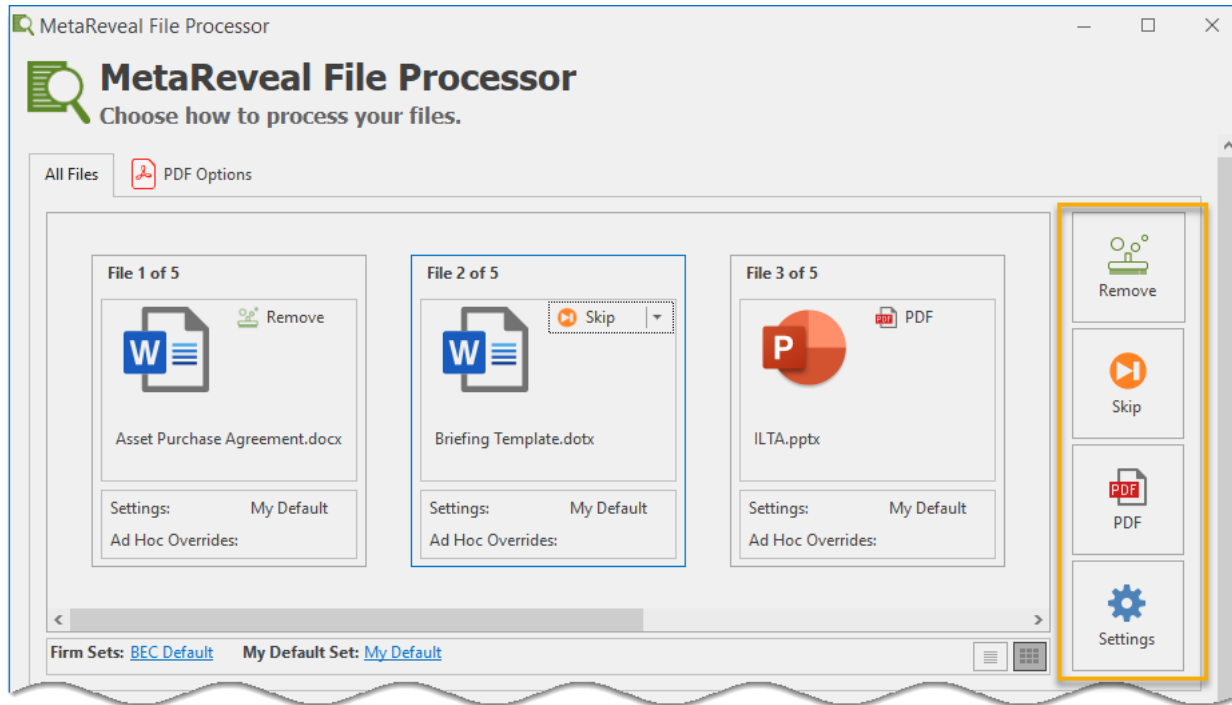 MetaReveal File Processor
MetaReveal File Processor
Choose how to process your files.
All Files
PDF Options
File 1 of 5
W
Remove
Asset Purchase Agreement.docx
Settings: My Default
Ad Hoc Overrides:
File 2 of 5
W
Skip
Briefing Template.dotx
Settings: My Default
Ad Hoc Overrides:
File 3 of 5
P
PDF
PDF
ILTA.pptx
Settings: My Default
Ad Hoc Overrides:
Remove
Skip
PDF
PDF
Settings
Firm Sets: BEC Default My Default Set: My Default